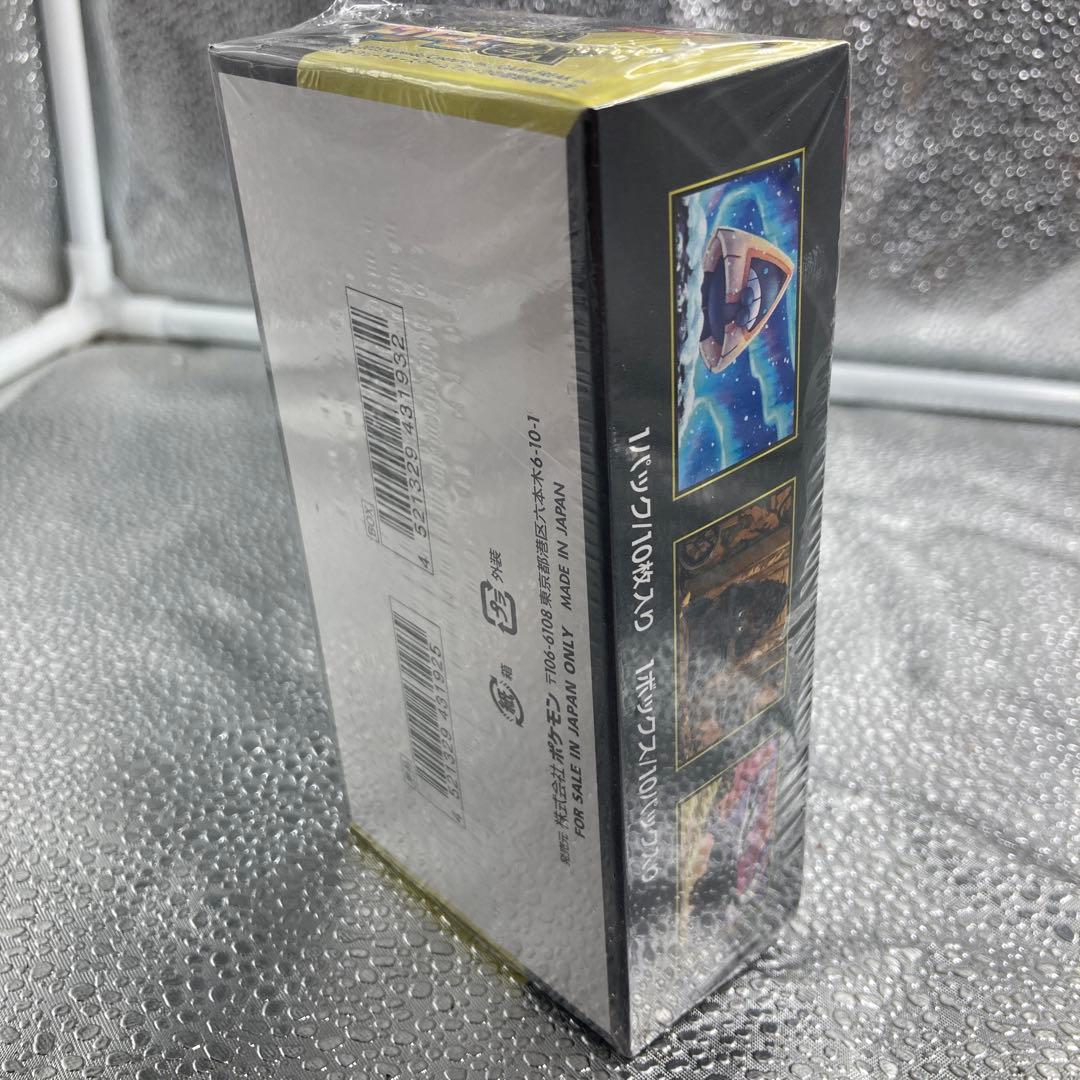 BOX
4 521329 431932
4 521329 431925
外装
プラ
箱
紙
発売元 株式会社ポケモン 〒106-6108 東京都港区六本木6-10-1
FOR SALE IN JAPAN ONLY MADE IN JAPAN
1パック/10枚入り 1ボックス/10パック入り